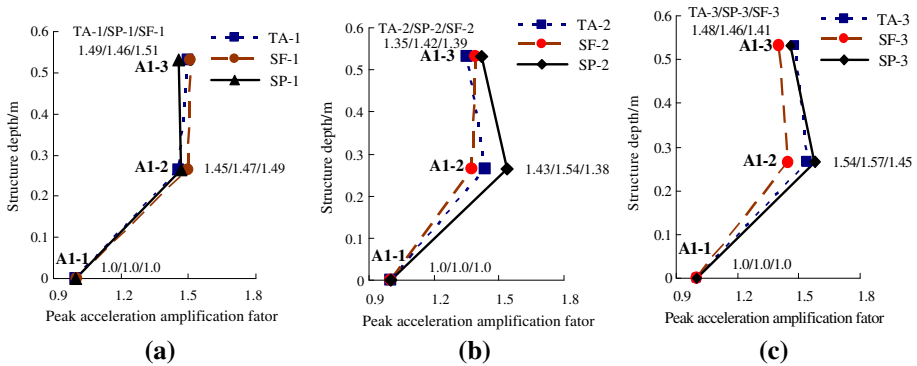 TA-1/SP-1/SF-1
1.49/1.46/1.51
A1-3
TA-1
SF-1
SP-1
0.6
0.5
0.4
0.3
0.2
0.1
0
Structure depth/m
A1-2
1.45/1.47/1.49
A1-1
1.0/1.0/1.0
0.9 1.2 1.5 1.8
Peak acceleration amplification fator
(a)
TA-2/SP-2/SF-2
1.35/1.42/1.39
A1-3
TA-2
SF-2
SP-2
0.6
0.5
0.4
0.3
0.2
0.1
0
Structure depth/m
A1-2
1.43/1.54/1.38
A1-1
1.0/1.0/1.0
0.9 1.2 1.5 1.8
Peak acceleration amplification fator
(b)
TA-3/SP-3/SF-3
1.48/1.46/1.41
A1-3
TA-3
SF-3
SP-3
0.6
0.5
0.4
0.3
0.2
0.1
0
Structure depth/m
A1-2
1.54/1.57/1.45
A1-1
1.0/1.0/1.0
0.9 1.2 1.5 1.8
Peak acceleration amplification fator
(c)